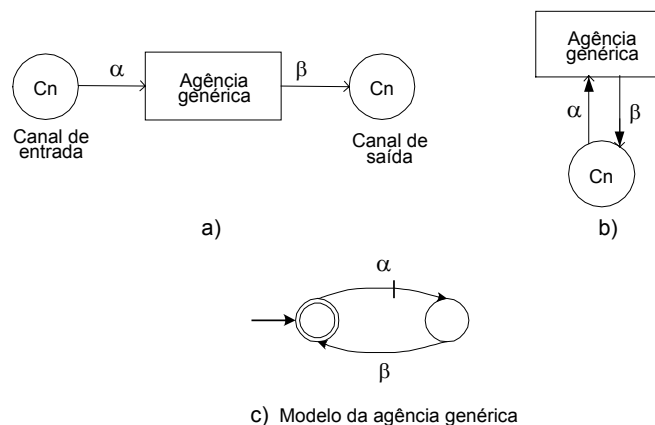 Cn
α
Agência
genérica
β
Cn
Canal de
entrada
Canal de
saída
a)
Agência
genérica
α
β
Cn
b)
α
β
c) Modelo da agência genérica